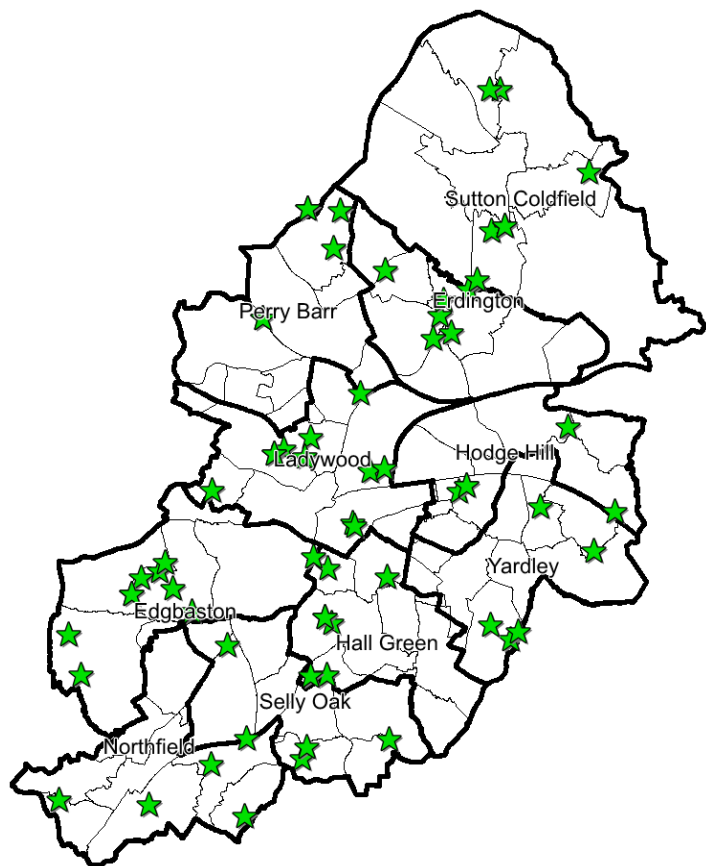 Sutton Coldfield
Erdington
Perry Barr
Hodge Hill
Ladywood
Yardley
Edgbaston
Hall Green
Selly Oak
Northfield